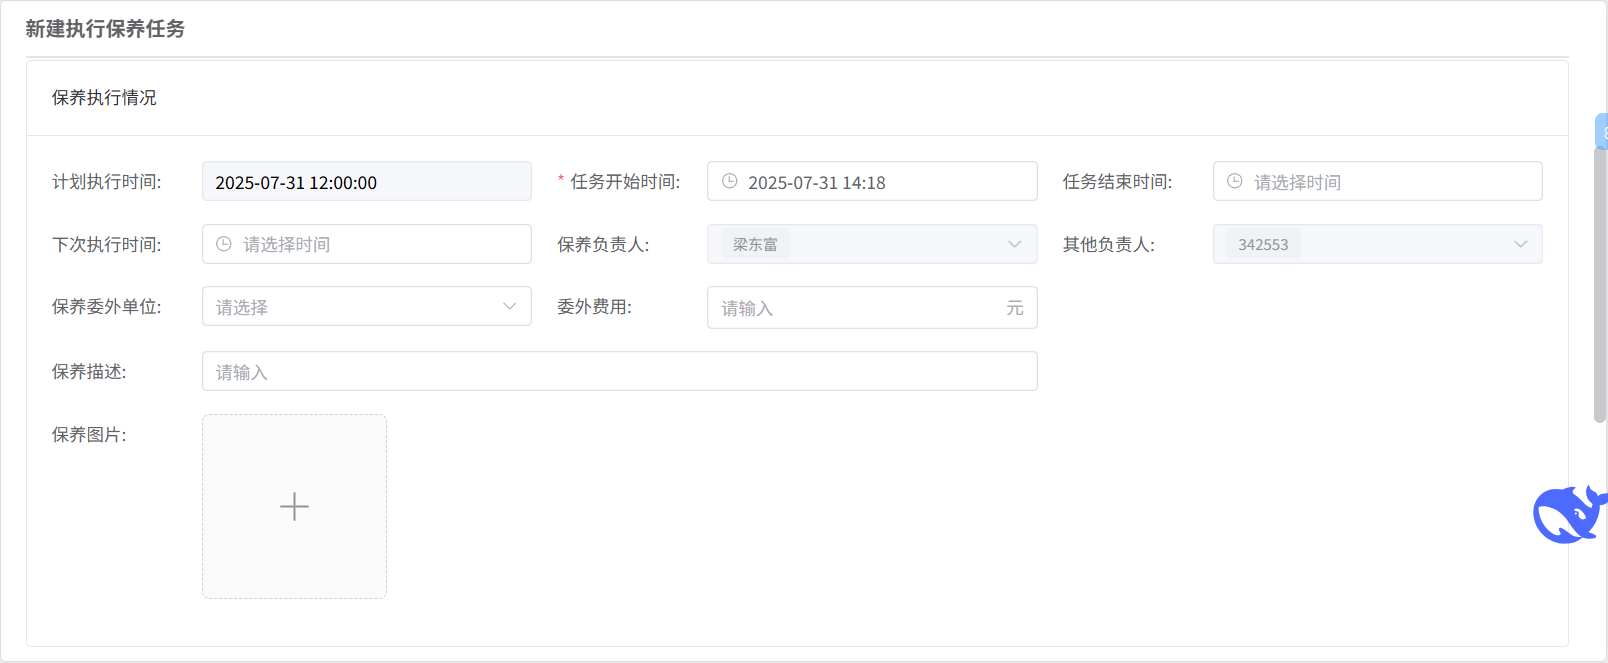 新建执行保养任务
保养执行情况
计划执行时间: 2025-07-31 12:00:00 * 任务开始时间: 2025-07-31 14:18 任务结束时间: 请选择时间
下次执行时间: 请选择时间 保养负责人: 梁东富 其他负责人: 342553
保养委外单位: 请选择 委外费用: 请输入 元
保养描述: 请输入
保养图片: